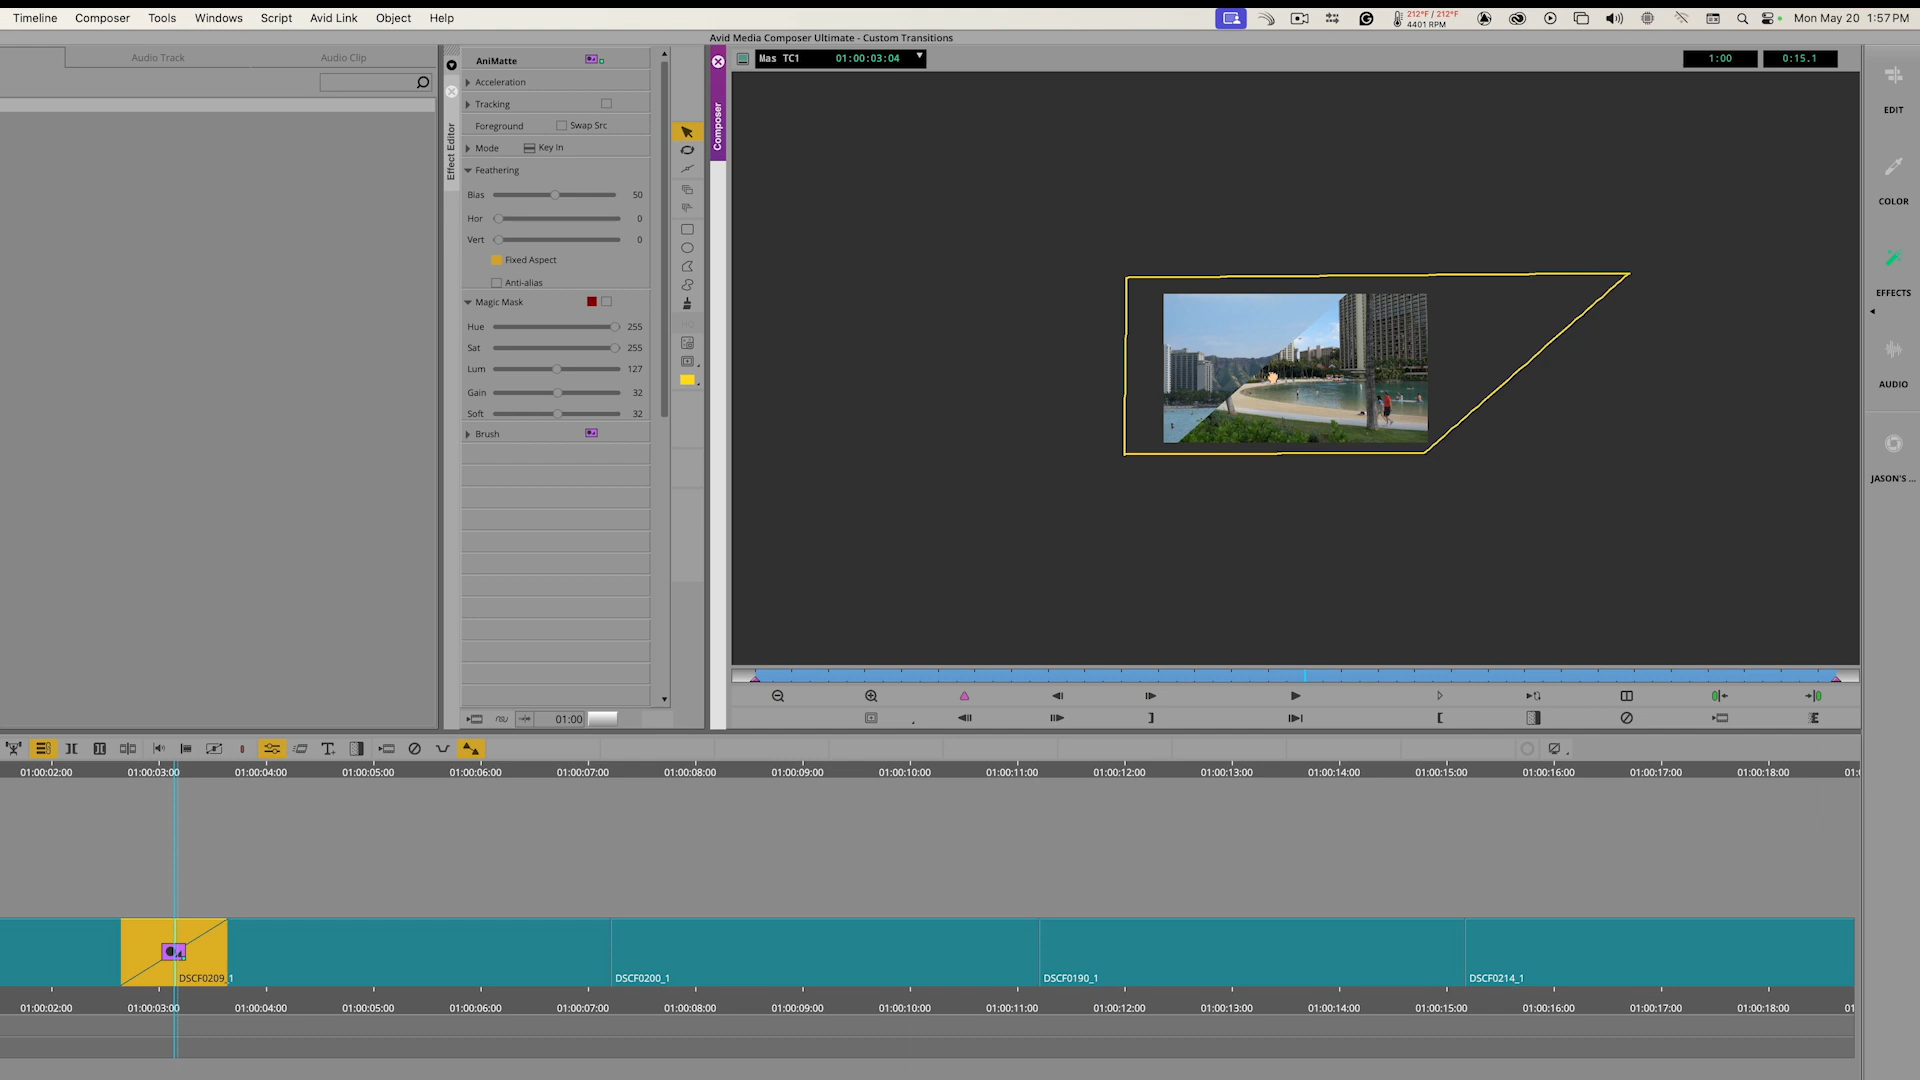 Timeline Composer Tools Windows Script Avid Link Object Help
212°F / 212°F
4401 RPM
Mon May 20 1:57PM
Avid Media Composer Ultimate - Custom Transitions
Audio Track Audio Clip
Effect Editor
AniMatte
Acceleration
Tracking
Foreground Swap Src
Mode Key In
Feathering
Bias 50
Hor 0
Vert 0
Fixed Aspect
Anti-alias
Magic Mask
Hue 255
Sat 255
Lum 127
Gain 32
Soft 32
Brush
01:00
Composer
Mas TC1 01:00:03:04
1:00 0:15.1
EDIT
COLOR
EFFECTS
AUDIO
JASON'S ...
01:00:02:00 01:00:03:00 01:00:04:00 01:00:05:00 01:00:06:00 01:00:07:00 01:00:08:00 01:00:09:00 01:00:10:00 01:00:11:00 01:00:12:00 01:00:13:00 01:00:14:00 01:00:15:00 01:00:16:00 01:00:17:00 01:00:18:00 01:
DSCF0209_1 DSCF0200_1 DSCF0190_1 DSCF0214_1
01:00:02:00 01:00:03:00 01:00:04:00 01:00:05:00 01:00:06:00 01:00:07:00 01:00:08:00 01:00:09:00 01:00:10:00 01:00:11:00 01:00:12:00 01:00:13:00 01:00:14:00 01:00:15:00 01:00:16:00 01:00:17:00 01:00:18:00 01